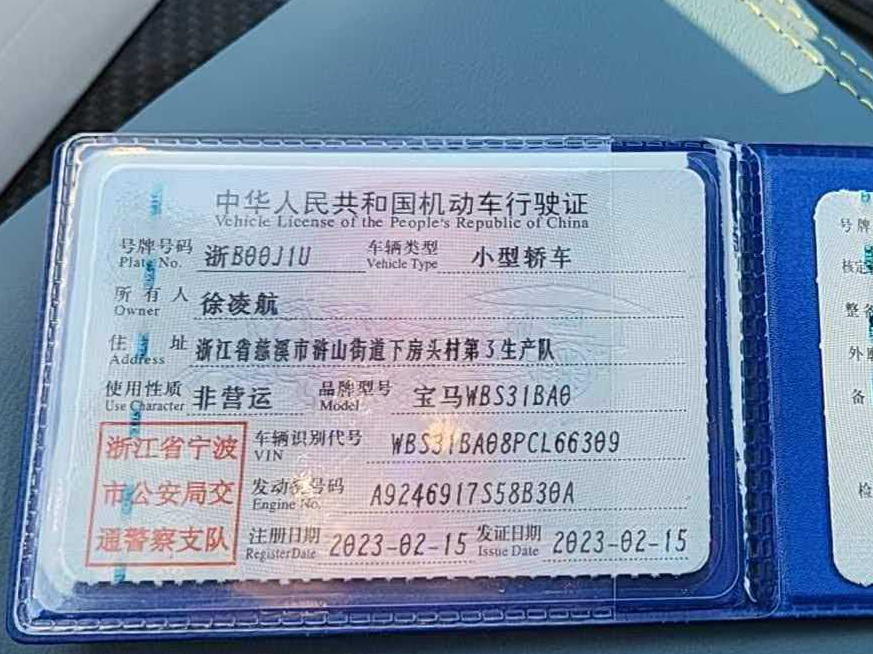 中华人民共和国机动车行驶证
Vehicle License of the People's Republic of China
号牌号码 浙B00J1U 车辆类型 小型轿车
Plate No. Vehicle Type
所有人 徐凌航
Owner
住址 浙江省慈溪市浒山街道下房头村第3生产队
Address
使用性质 非营运 品牌型号 宝马WBS31BA0
Use Character Model
浙江省宁波
市公安局交
通警察支队
车辆识别代号 WBS31BA08PCL66309
VIN
发动机号码 A9246917S58B30A
Engine No.
注册日期 2023-02-15 发证日期 2023-02-15
Register Date Issue Date
号牌
核定
整备
外
备
检